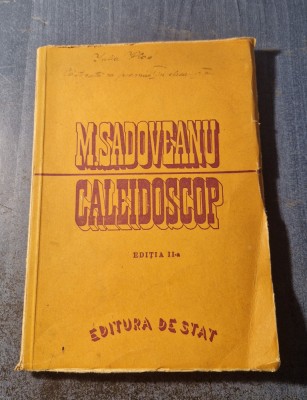 M. SADOVEANU
CALEIDOSCOP
EDIȚIA II-a
EDITURA DE STAT